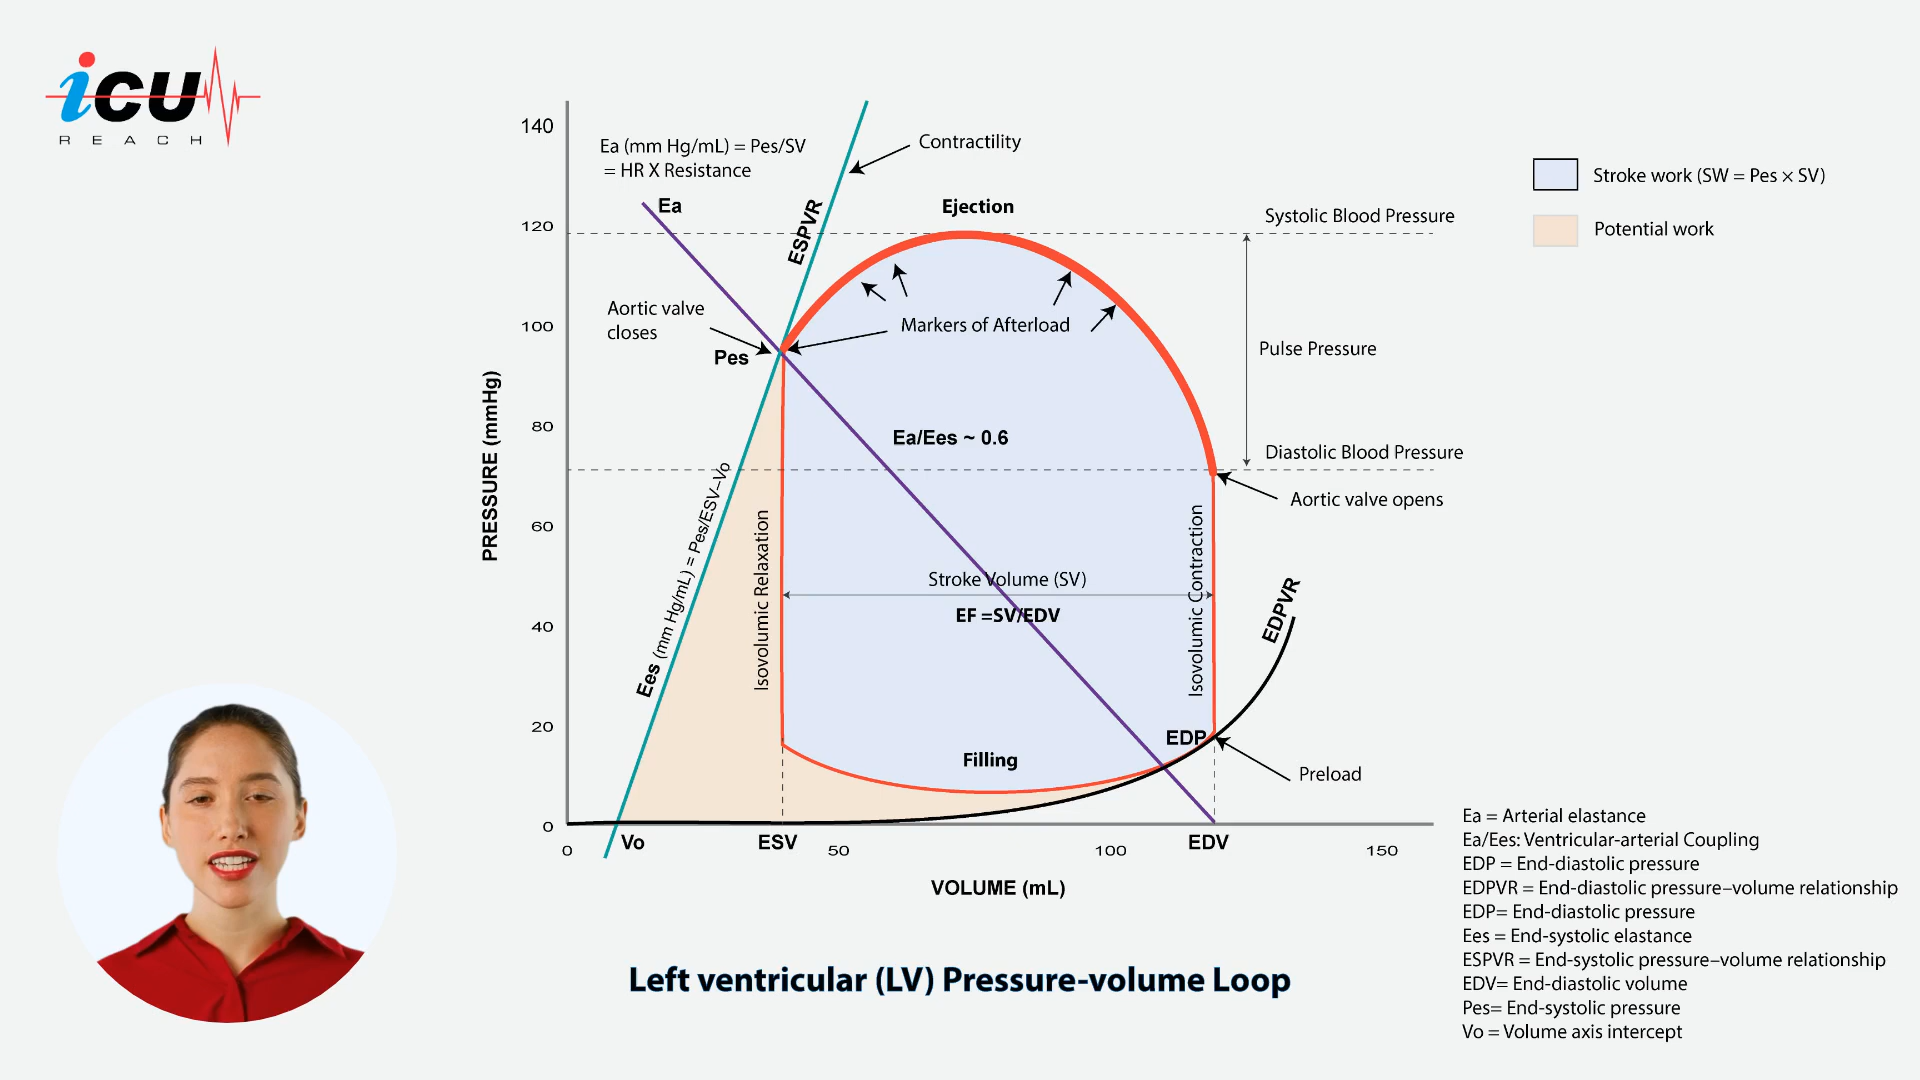 icu
REACH
140
120
100
80
60
40
20
0
PRESSURE (mmHg)
Ea (mm Hg/mL) = Pes/SV
= HR X Resistance
Ea
ESPVR
Contractility
Ejection
Aortic valve
closes
Pes
Markers of Afterload
Ea/Ees ~ 0.6
Ees (mm Hg/mL) = Pes/ESV–Vo
Isovolumic Relaxation
Stroke Volume (SV)
EF =SV/EDV
Isovolumic Contraction
Filling
EDP
EDPVR
Preload
Systolic Blood Pressure
Pulse Pressure
Diastolic Blood Pressure
Aortic valve opens
Vo
ESV
EDV
0
50
100
150
VOLUME (mL)
Stroke work (SW = Pes × SV)
Potential work
Ea = Arterial elastance
Ea/Ees: Ventricular-arterial Coupling
EDP = End-diastolic pressure
EDPVR = End-diastolic pressure–volume relationship
EDP= End-diastolic pressure
Ees = End-systolic elastance
ESPVR = End-systolic pressure–volume relationship
EDV= End-diastolic volume
Pes= End-systolic pressure
Vo = Volume axis intercept
Left ventricular (LV) Pressure-volume Loop